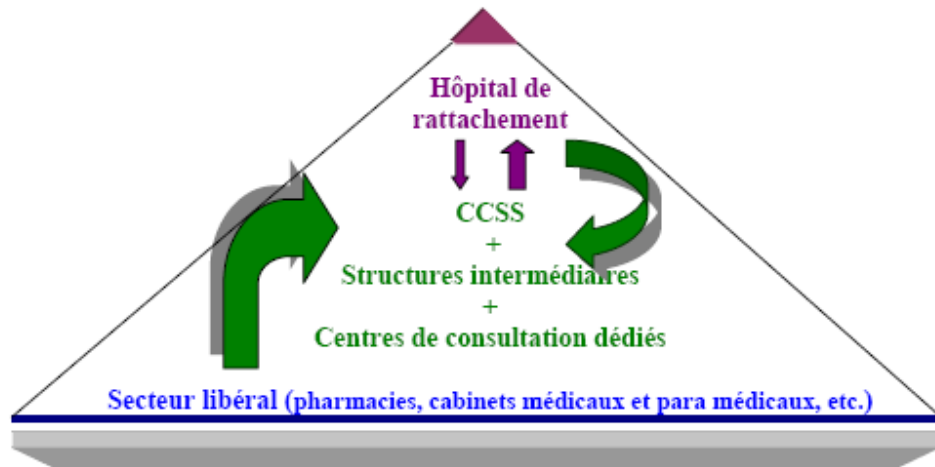 Hôpital de
rattachement
CCSS
+
Structures intermédiaires
+
Centres de consultation dédiés
Secteur libéral (pharmacies, cabinets médicaux et para médicaux, etc.)